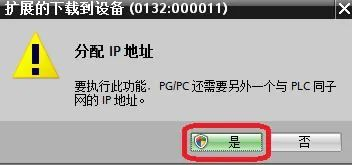 扩展的下载到设备 (0132:000011)
分配 IP 地址
要执行此功能，PG/PC 还需要另外一个与 PLC 同子
网的 IP 地址。
是 否